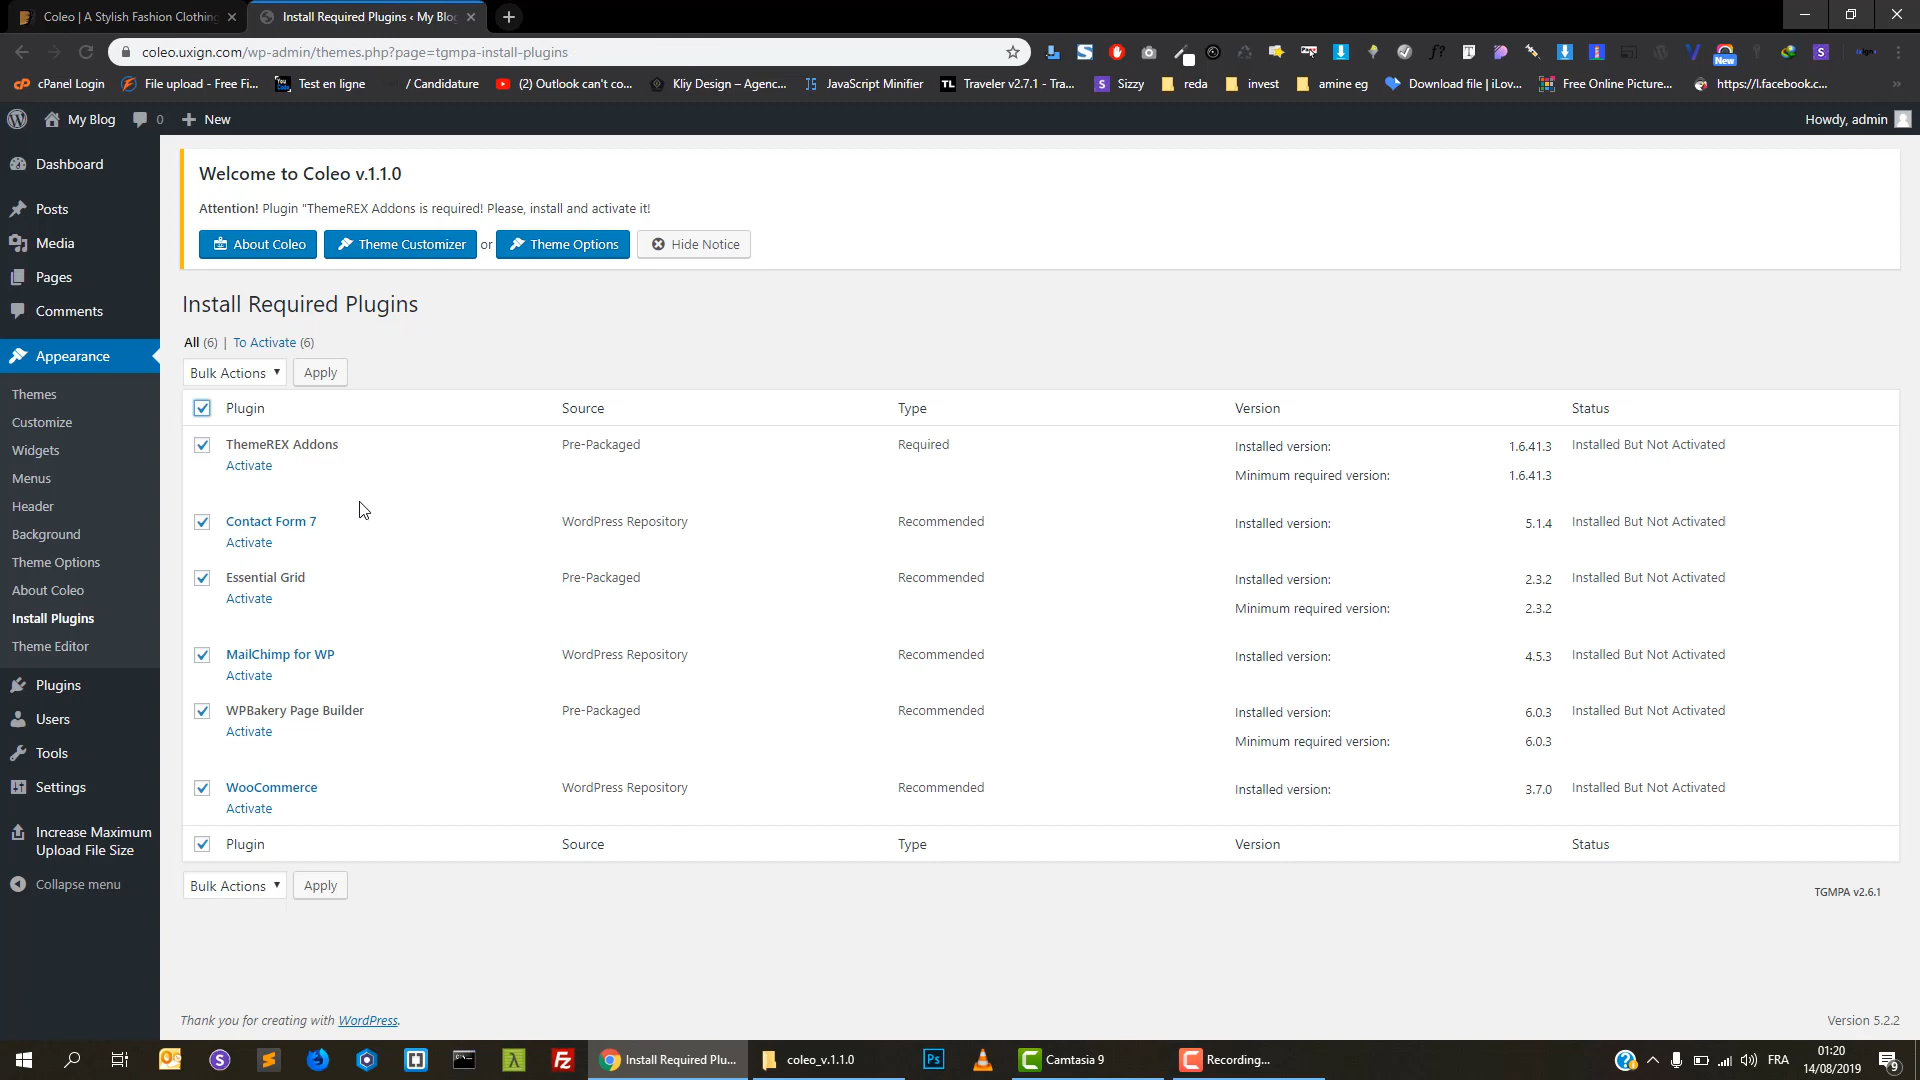 Coleo | A Stylish Fashion Clothing
Install Required Plugins ‹ My Blog
coleo.uxign.com/wp-admin/themes.php?page=tgmpa-install-plugins
New
cPanel Login
File upload - Free Fi...
Test en ligne
/ Candidature
(2) Outlook can't co...
Kliy Design – Agenc...
JavaScript Minifier
Traveler v2.7.1 - Tra...
Sizzy
reda
invest
amine eg
Download file | iLov...
Free Online Picture...
https://l.facebook.c...
My Blog
0
New
Howdy, admin
Dashboard
Posts
Media
Pages
Comments
Appearance
Themes
Customize
Widgets
Menus
Header
Background
Theme Options
About Coleo
Install Plugins
Theme Editor
Plugins
Users
Tools
Settings
Increase Maximum
Upload File Size
Collapse menu
Welcome to Coleo v.1.1.0
Attention! Plugin "ThemeREX Addons is required! Please, install and activate it!
About Coleo Theme Customizer or Theme Options Hide Notice
Install Required Plugins
All (6) | To Activate (6)
Bulk Actions Apply
Plugin Source Type Version Status
ThemeREX Addons Pre-Packaged Required Installed version: 1.6.41.3 Installed But Not Activated
Activate Minimum required version: 1.6.41.3
Contact Form 7 WordPress Repository Recommended Installed version: 5.1.4 Installed But Not Activated
Activate
Essential Grid Pre-Packaged Recommended Installed version: 2.3.2 Installed But Not Activated
Activate Minimum required version: 2.3.2
MailChimp for WP WordPress Repository Recommended Installed version: 4.5.3 Installed But Not Activated
Activate
WPBakery Page Builder Pre-Packaged Recommended Installed version: 6.0.3 Installed But Not Activated
Activate Minimum required version: 6.0.3
WooCommerce WordPress Repository Recommended Installed version: 3.7.0 Installed But Not Activated
Activate
Plugin Source Type Version Status
Bulk Actions Apply
TGMPA v2.6.1
Thank you for creating with WordPress.
Version 5.2.2
Install Required Plu...
coleo_v.1.1.0
Ps
Camtasia 9
Recording...
FRA
01:20
14/08/2019
9